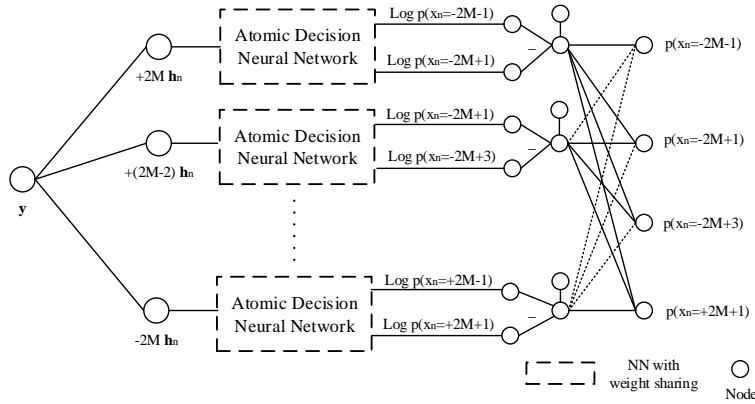 Atomic Decision
Neural Network
Log p(xn=-2M-1)
Log p(xn=-2M+1)
−
p(xn=-2M-1)
+2M hn
Atomic Decision
Neural Network
Log p(xn=-2M+1)
Log p(xn=-2M+3)
−
p(xn=-2M+1)
+(2M-2) hn
y
p(xn=-2M+3)
Atomic Decision
Neural Network
Log p(xn=+2M-1)
Log p(xn=+2M+1)
−
p(xn=+2M+1)
-2M hn
NN with
weight sharing
Node